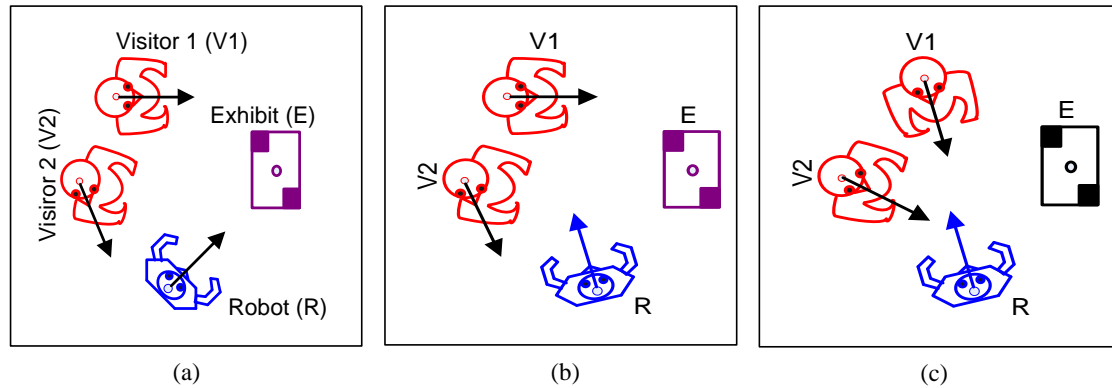 Visitor 1 (V1)
Exhibit (E)
Visiror 2 (V2)
Robot (R)
(a)
V1
E
V2
R
(b)
V1
E
V2
R
(c)